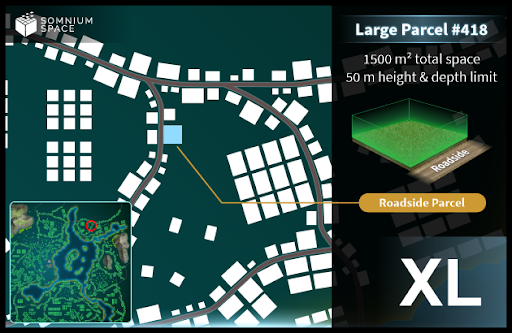 SOMNIUM
SPACE
Large Parcel #418
1500 m² total space
50 m height & depth limit
Roadside
Roadside Parcel
XL